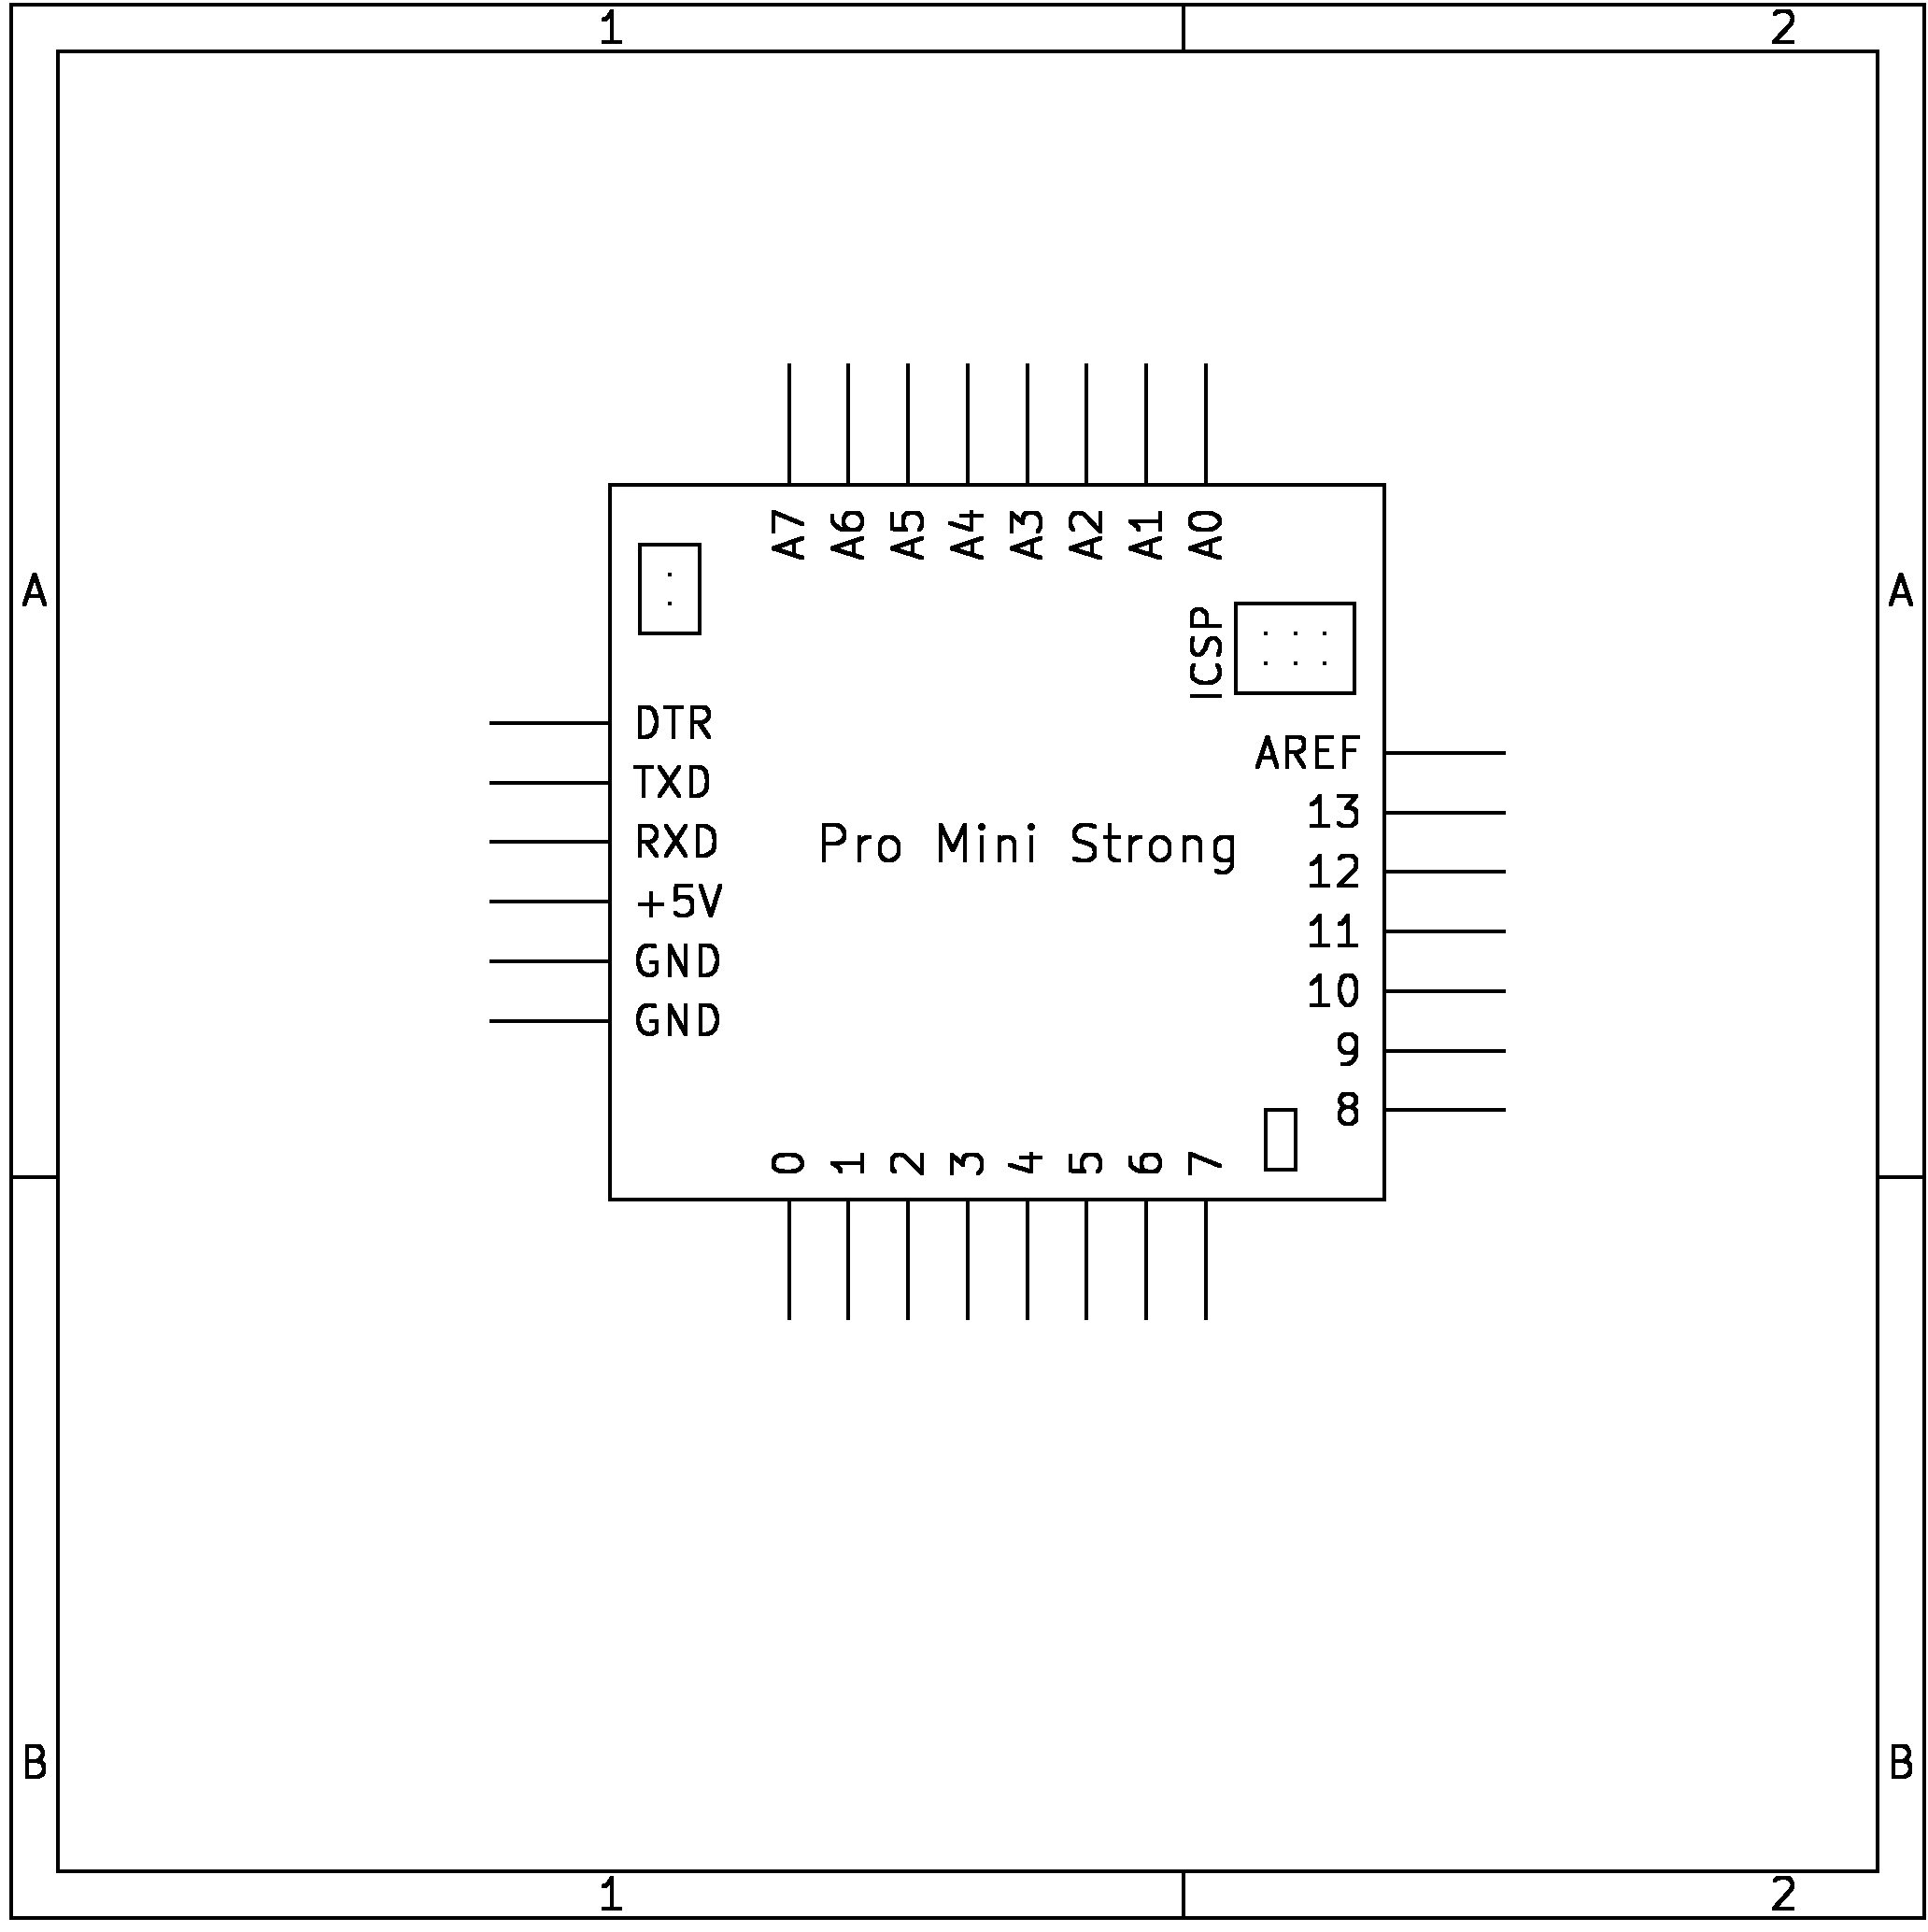 1 2
A7 A6 A5 A4 A3 A2 A1 A0
A A
ICSP
DTR
AREF
TXD
13
RXD
Pro Mini Strong
12
+5V
11
GND
10
GND
9
8
0 1 2 3 4 5 6 7
B B
1 2